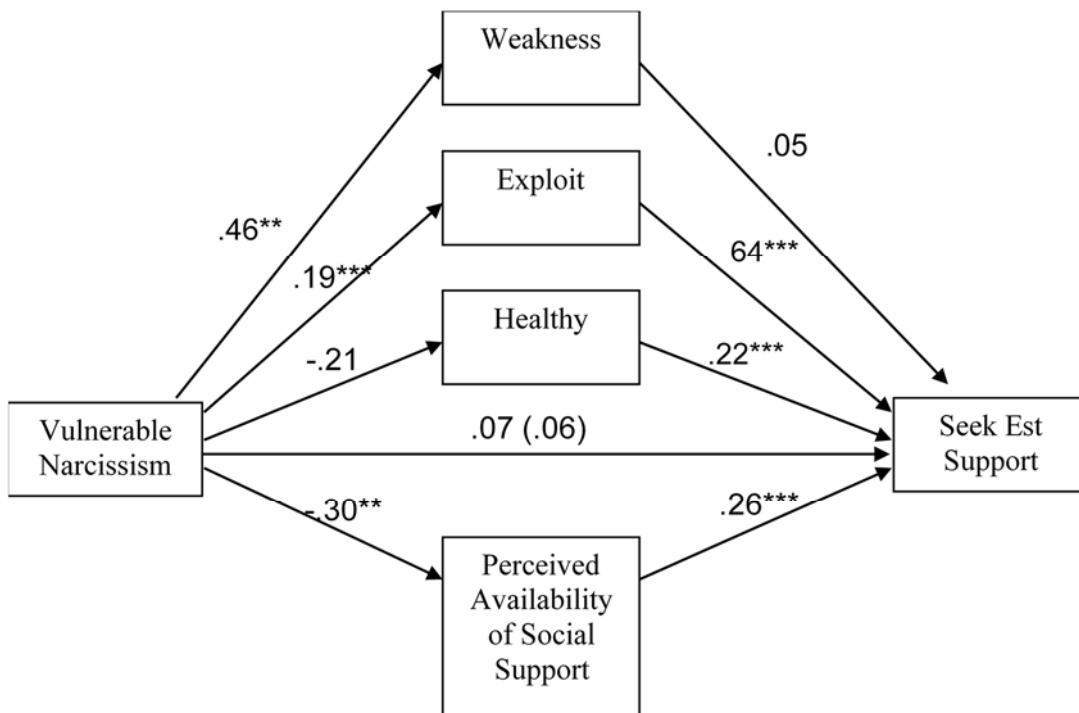 Weakness
.05
Exploit
.46**
64***
.19***
Healthy
-.21
.22***
Vulnerable
Narcissism
.07 (.06)
Seek Est
Support
-.30**
.26***
Perceived
Availability
of Social
Support